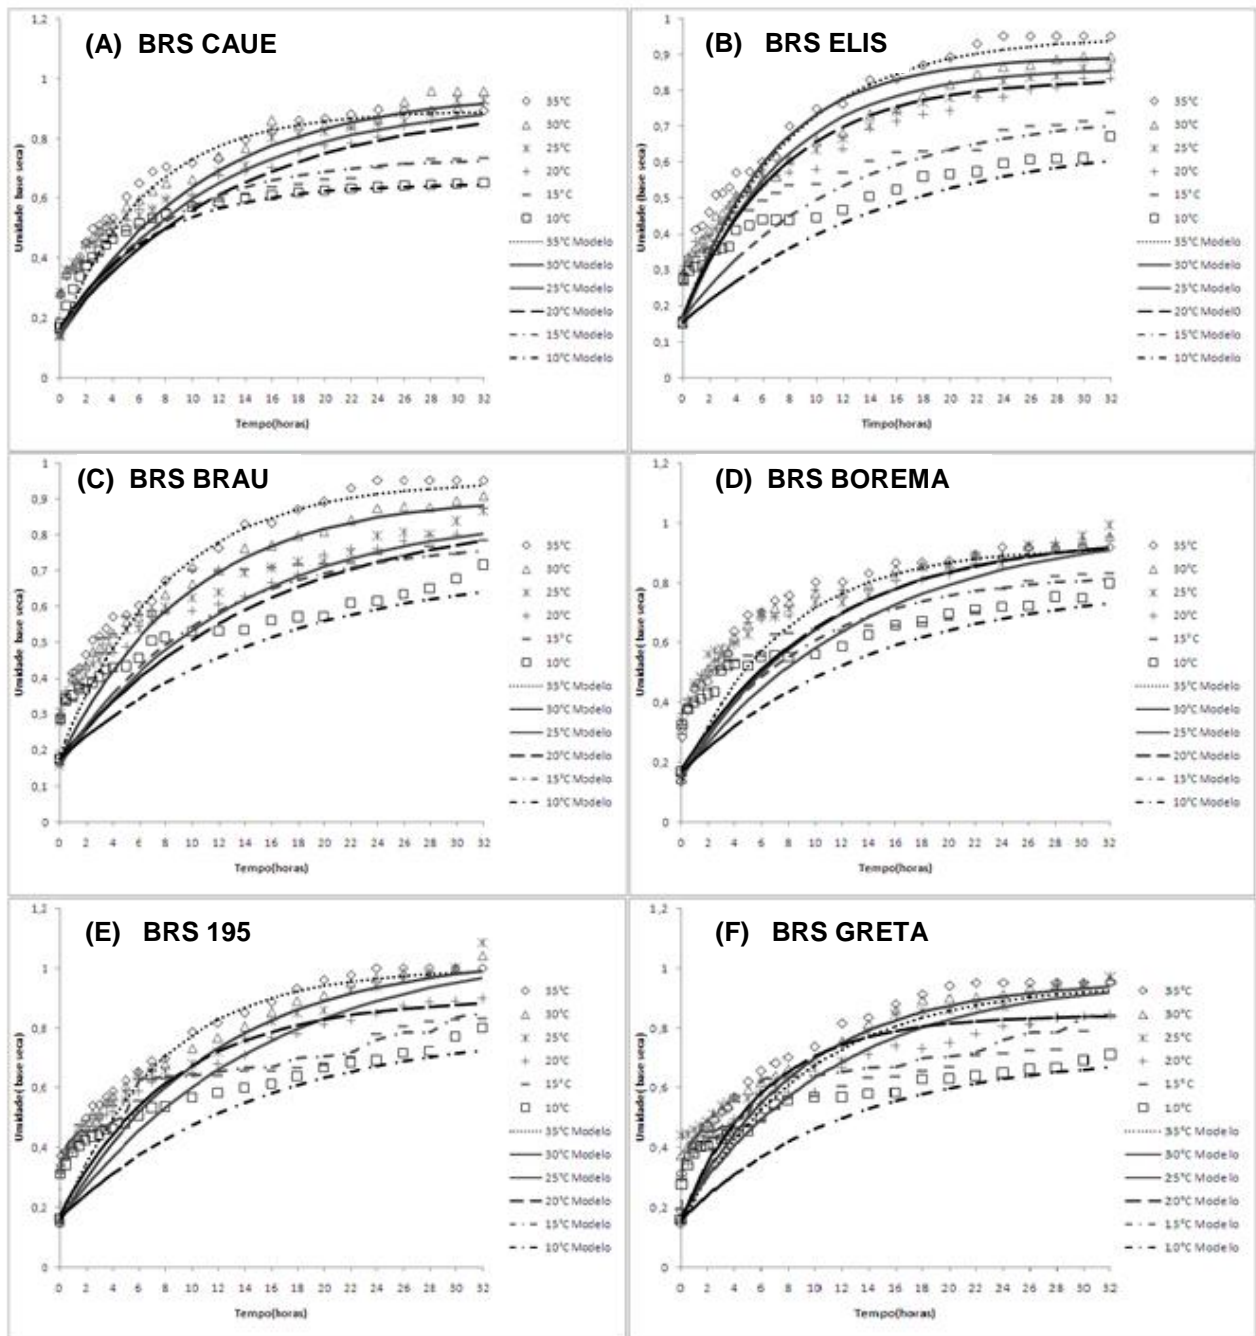 (A) BRS CAUE
1,2
1
0,8
0,6
0,4
0,2
0
Umidade base seca)
0 2 4 6 8 10 12 14 16 18 20 22 24 26 28 30 32
Tempo(horas)
35°C
30°C
25°C
20°C
15°C
10°C
35°C Modelo
30°C Modelo
25°C Modelo
20°C Modelo
15°C Modelo
10°C Modelo
(B) BRS ELIS
1
0,9
0,8
0,7
0,6
0,5
0,4
0,3
0,2
0,1
0
Umidade (base seca)
0 2 4 6 8 10 12 14 16 18 20 22 24 26 28 30 32
Timpo(horas)
35°C
30°C
25°C
20°C
15°C
10°C
35°C Modelo
30°C Modelo
25°C Modelo
20°C Model0
15°C Modelo
10°C Modelo
(C) BRS BRAU
1
0,9
0,8
0,7
0,6
0,5
0,4
0,3
0,2
0,1
0
Umidade base seca)
0 2 4 6 8 10 12 14 16 18 20 22 24 26 28 30 32
Tempo(horas)
35°C
30°C
25°C
20°C
15°C
10°C
35°C Modelo
30°C Modelo
25°C Modelo
20°C Modelo
15°C Modelo
10°C Modelo
(D) BRS BOREMA
1,2
1
0,8
0,6
0,4
0,2
0
Umidade( base seca)
0 2 4 6 8 10 12 14 16 18 20 22 24 26 28 30 32
Tempo(horas)
35°C
30°C
25°C
20°C
15°C
10°C
35°C Modelo
30°C Modelo
25°C Modelo
20°C Modelo
15°C Modelo
10°C Modelo
(E) BRS 195
1,2
1
0,8
0,6
0,4
0,2
0
Umidade( base seca)
0 2 4 6 8 10 12 14 16 18 20 22 24 26 28 30 32
Tempo(horas)
35°C
30°C
25°C
20°C
15°C
10°C
35°C Modelo
30°C Modelo
25°C Modelo
20°C Modelo
15°C Modelo
10°C Modelo
(F) BRS GRETA
1,2
1
0,8
0,6
0,4
0,2
0
Umidade( base seca)
0 2 4 6 8 10 12 14 16 18 20 22 24 26 28 30 32
Tempo(horas)
35°C
30°C
25°C
20°C
15°C
10°C
35°C Modelo
30°C Modelo
25°C Modelo
20°C Modelo
15°C Modelo
10°C Modelo